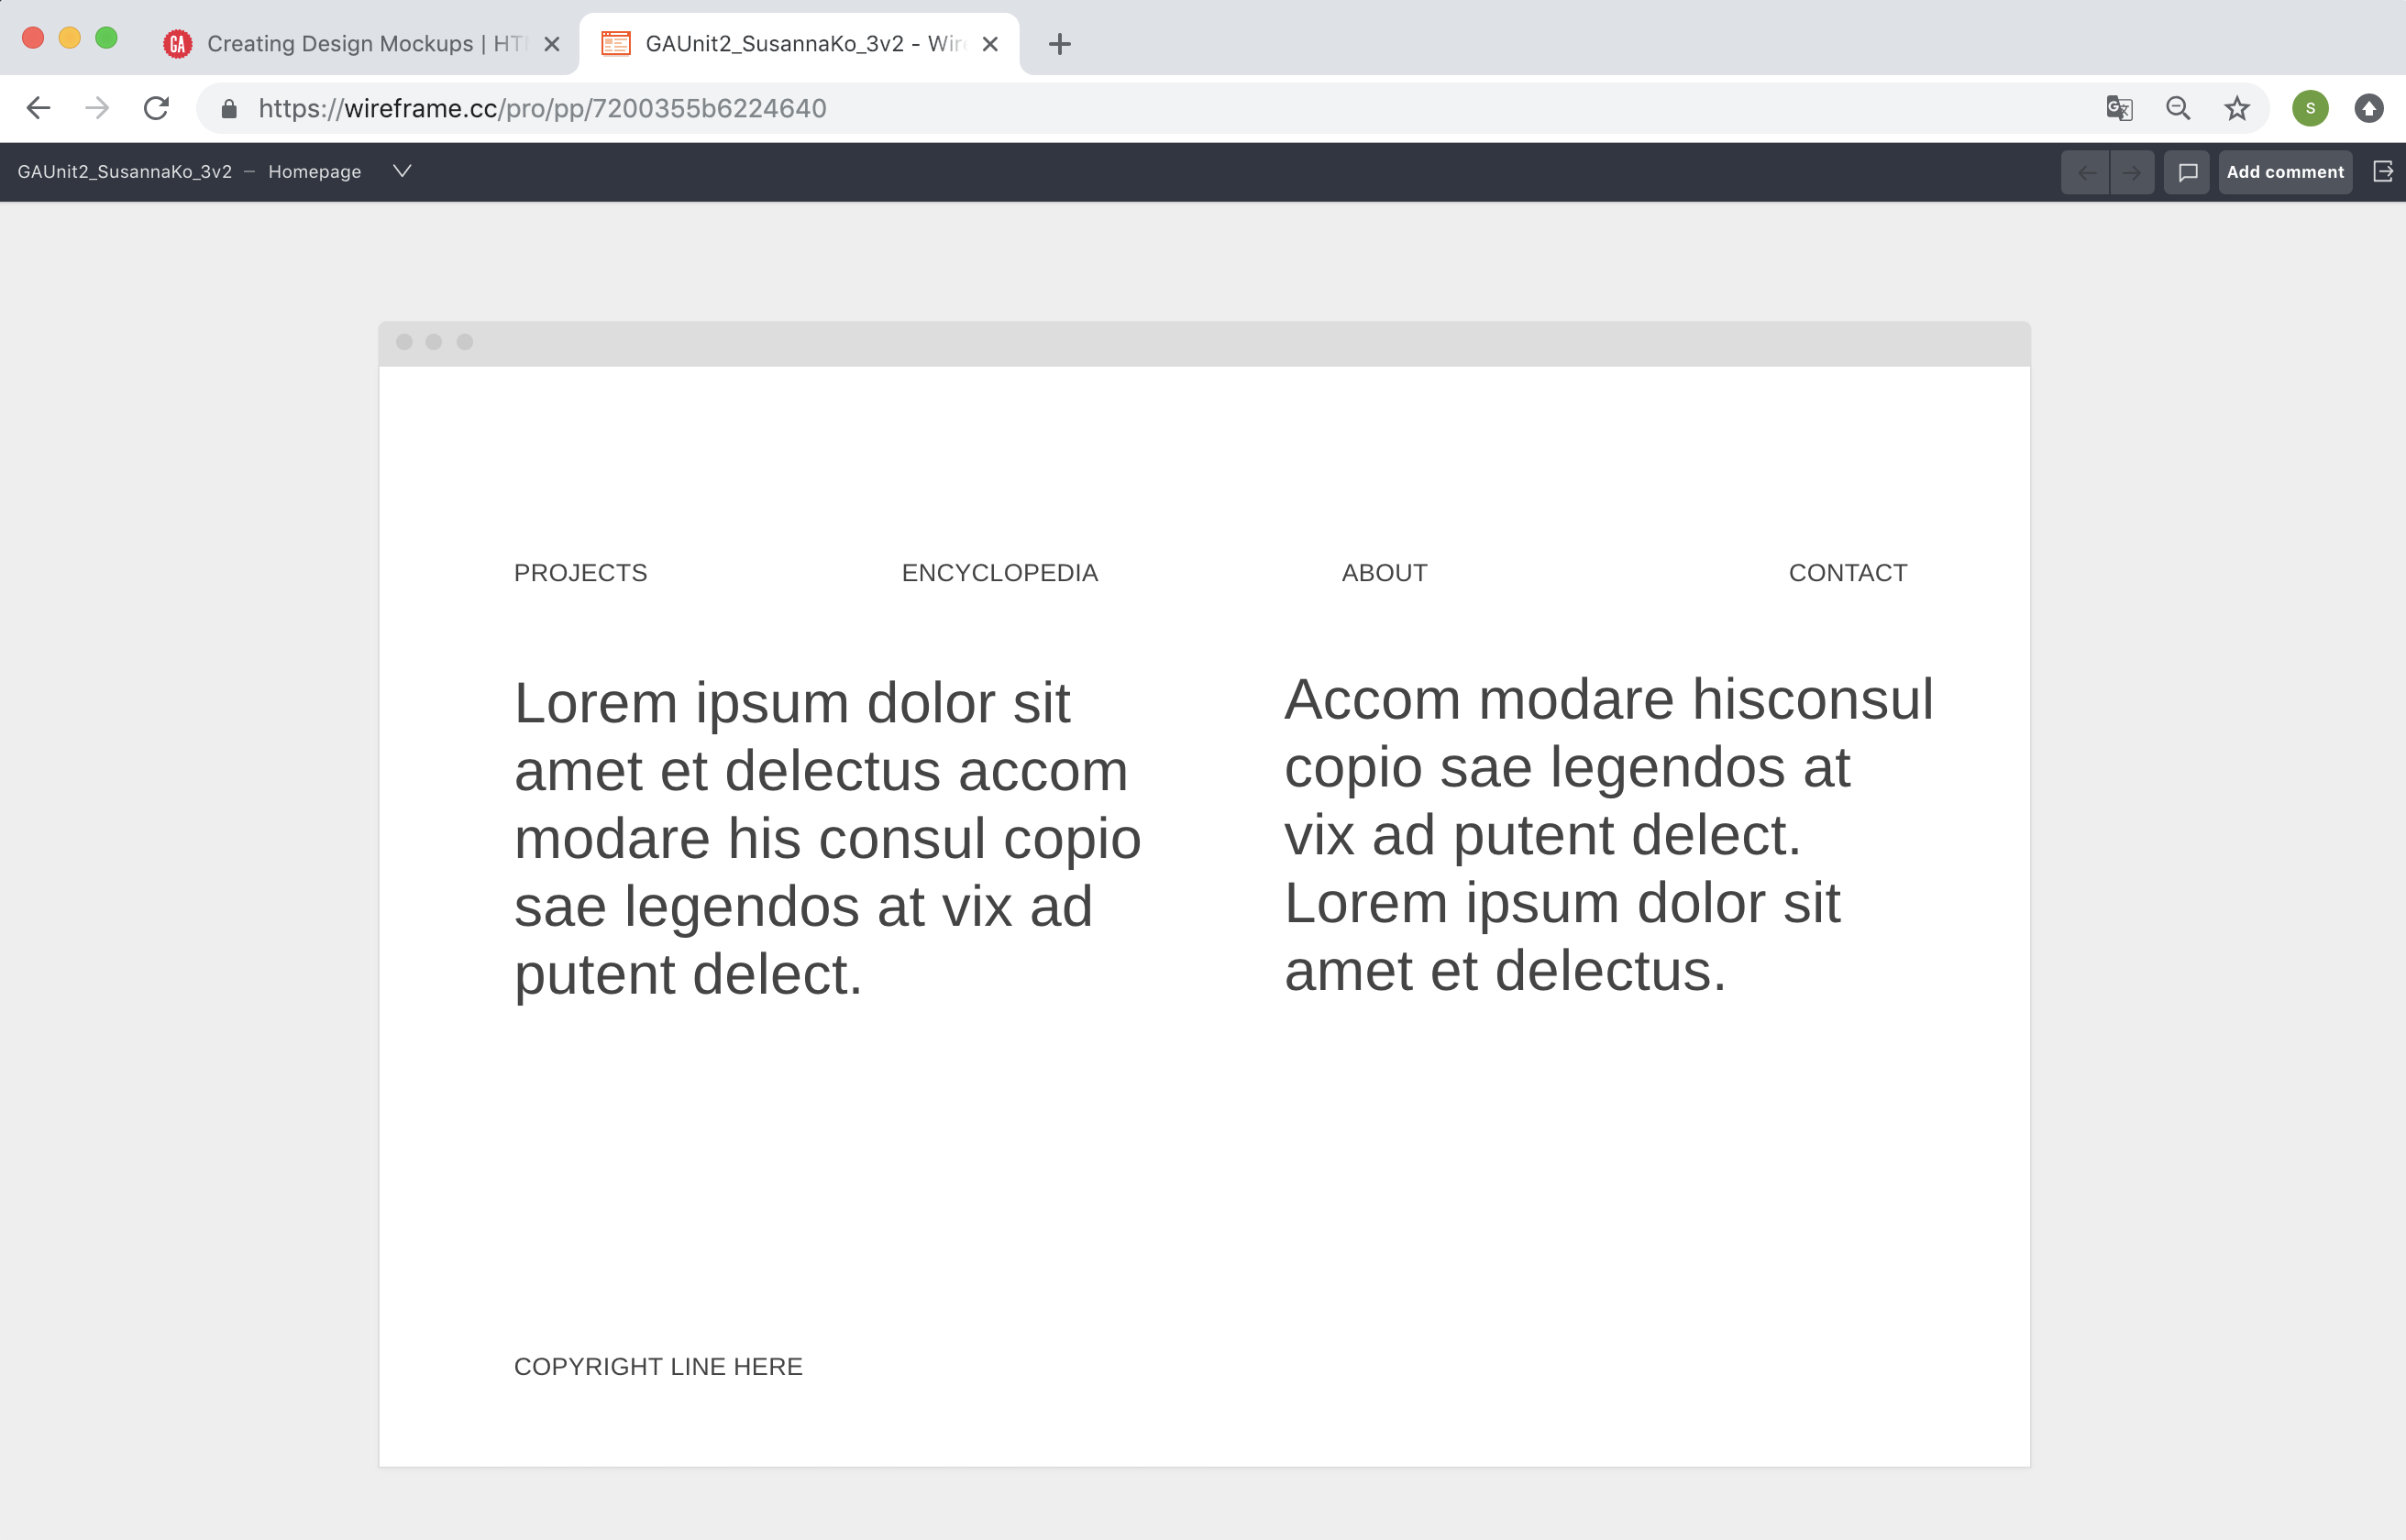 GA Creating Design Mockups | HT
GAUnit2_SusannaKo_3v2 - Wir
https://wireframe.cc/pro/pp/7200355b6224640
S
GAUnit2_SusannaKo_3v2 – Homepage
Add comment
PROJECTS ENCYCLOPEDIA ABOUT CONTACT
Lorem ipsum dolor sit
amet et delectus accom
modare his consul copio
sae legendos at vix ad
putent delect.
Accom modare hisconsul
copio sae legendos at
vix ad putent delect.
Lorem ipsum dolor sit
amet et delectus.
COPYRIGHT LINE HERE